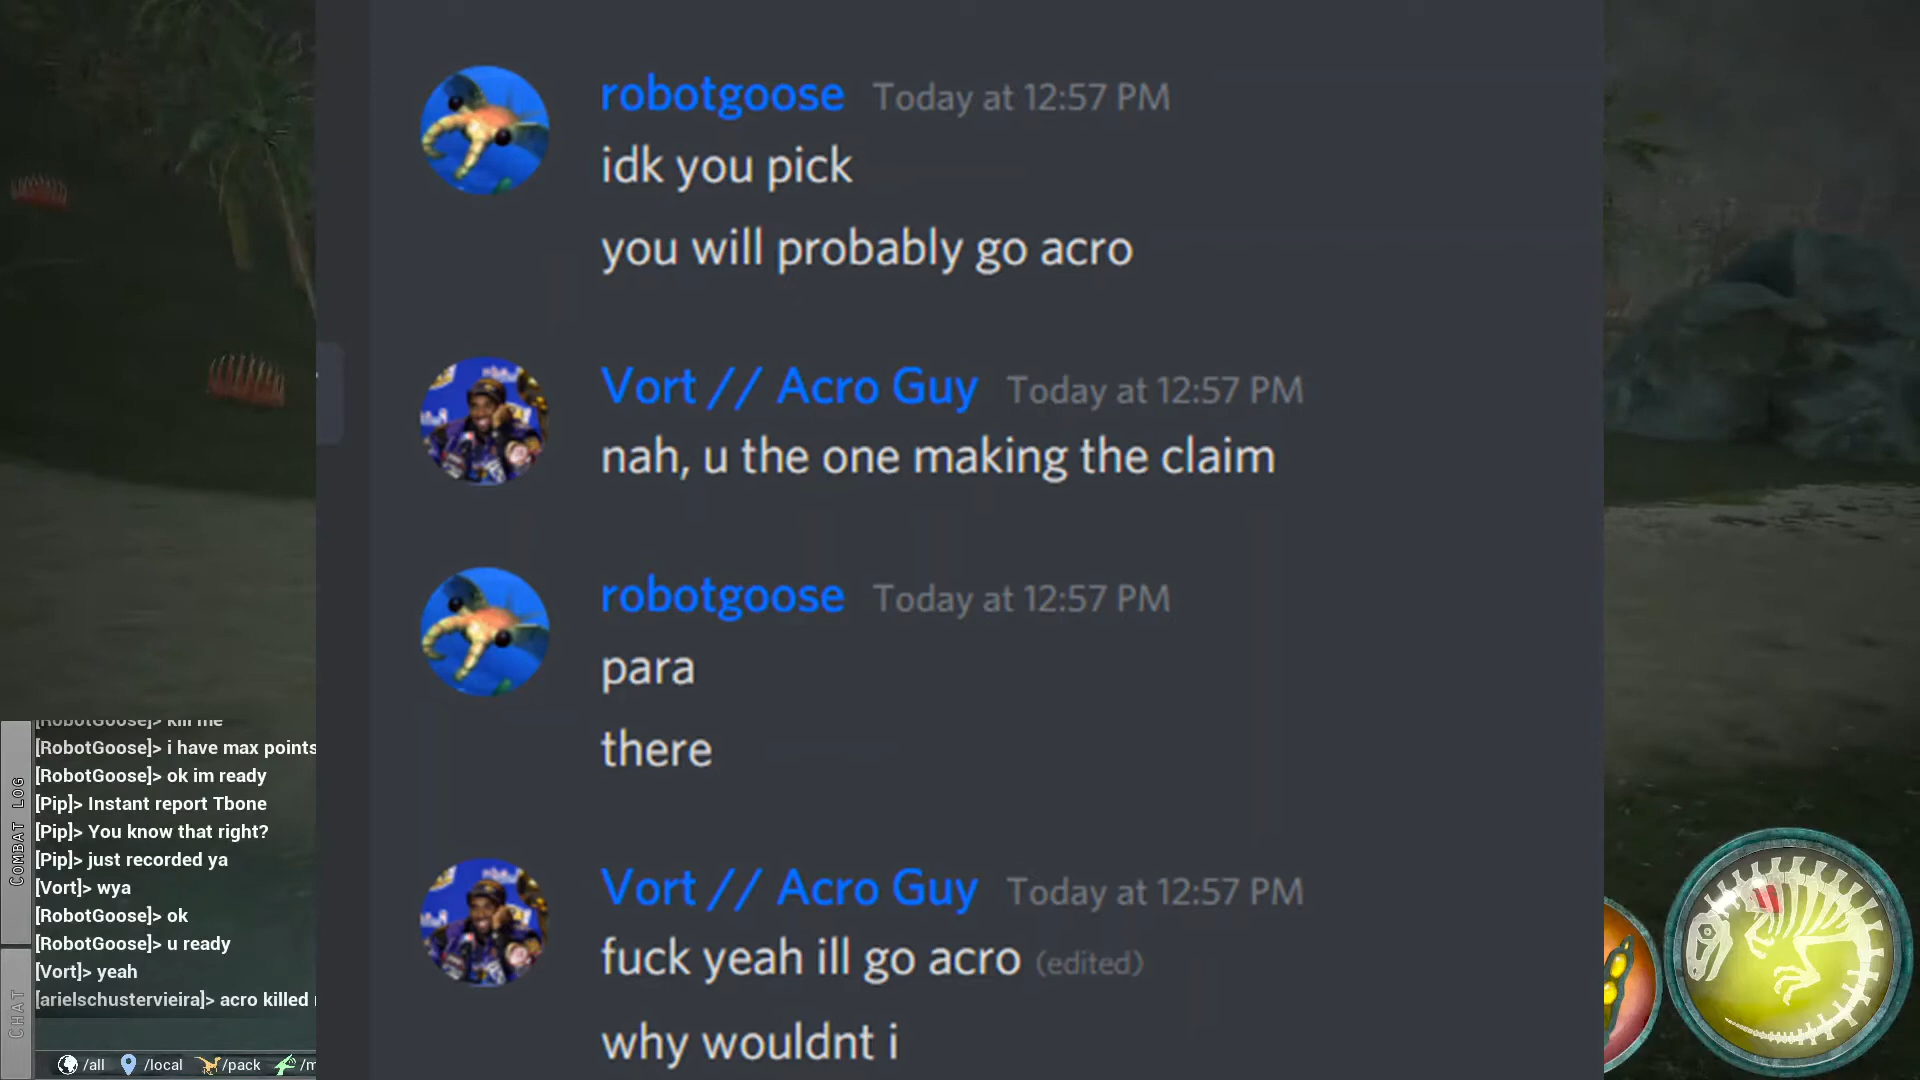 robotgoose Today at 12:57 PM
idk you pick
you will probably go acro
Vort // Acro Guy Today at 12:57 PM
nah, u the one making the claim
robotgoose Today at 12:57 PM
para
there
Vort // Acro Guy Today at 12:57 PM
fuck yeah ill go acro (edited)
why wouldnt i
COMBAT LOG
CHAT
[RobotGoose]> kill me
[RobotGoose]> i have max points
[RobotGoose]> ok im ready
[Pip]> Instant report Tbone
[Pip]> You know that right?
[Pip]> just recorded ya
[Vort]> wya
[RobotGoose]> ok
[RobotGoose]> u ready
[Vort]> yeah
[arielschustervieira]> acro killed
/all /local /pack